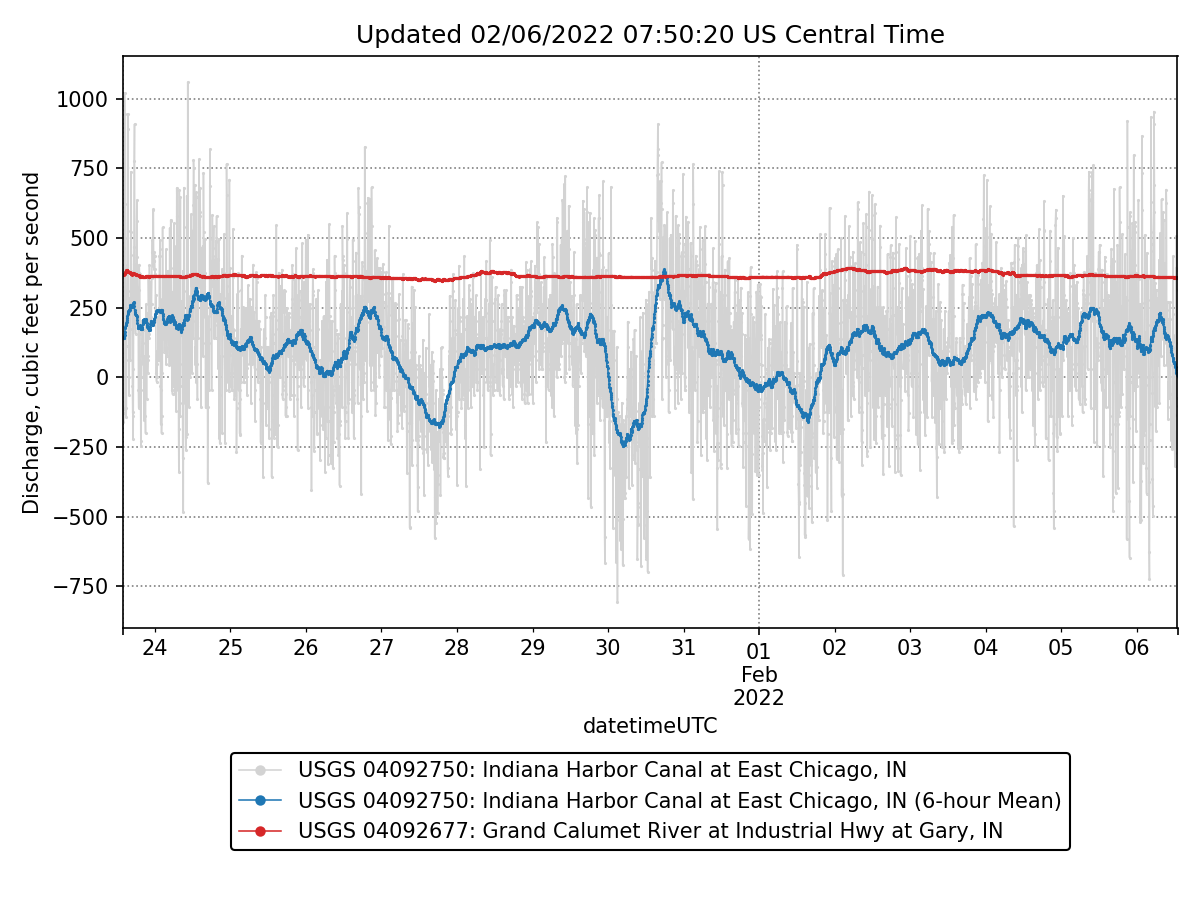 Updated 02/06/2022 07:50:20 US Central Time
Discharge, cubic feet per second
1000
750
500
250
0
−250
−500
−750
24 25 26 27 28 29 30 31 01 02 03 04 05 06
Feb
2022
datetimeUTC
USGS 04092750: Indiana Harbor Canal at East Chicago, IN
USGS 04092750: Indiana Harbor Canal at East Chicago, IN (6-hour Mean)
USGS 04092677: Grand Calumet River at Industrial Hwy at Gary, IN